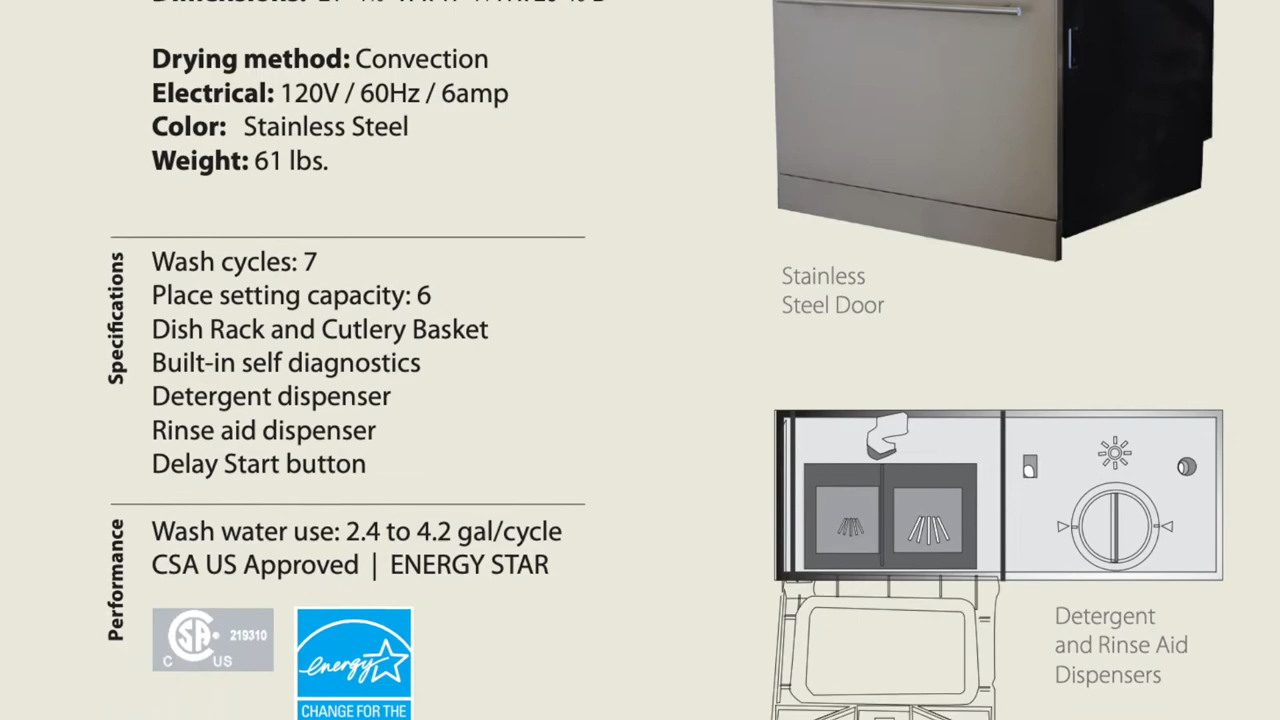 Drying method: Convection
Electrical: 120V / 60Hz / 6amp
Color: Stainless Steel
Weight: 61 lbs.
Stainless
Steel Door
Specifications
Wash cycles: 7
Place setting capacity: 6
Dish Rack and Cutlery Basket
Built-in self diagnostics
Detergent dispenser
Rinse aid dispenser
Delay Start button
Performance
Wash water use: 2.4 to 4.2 gal/cycle
CSA US Approved | ENERGY STAR
SA 219310
C US
energy
CHANGE FOR THE
Detergent
and Rinse Aid
Dispensers